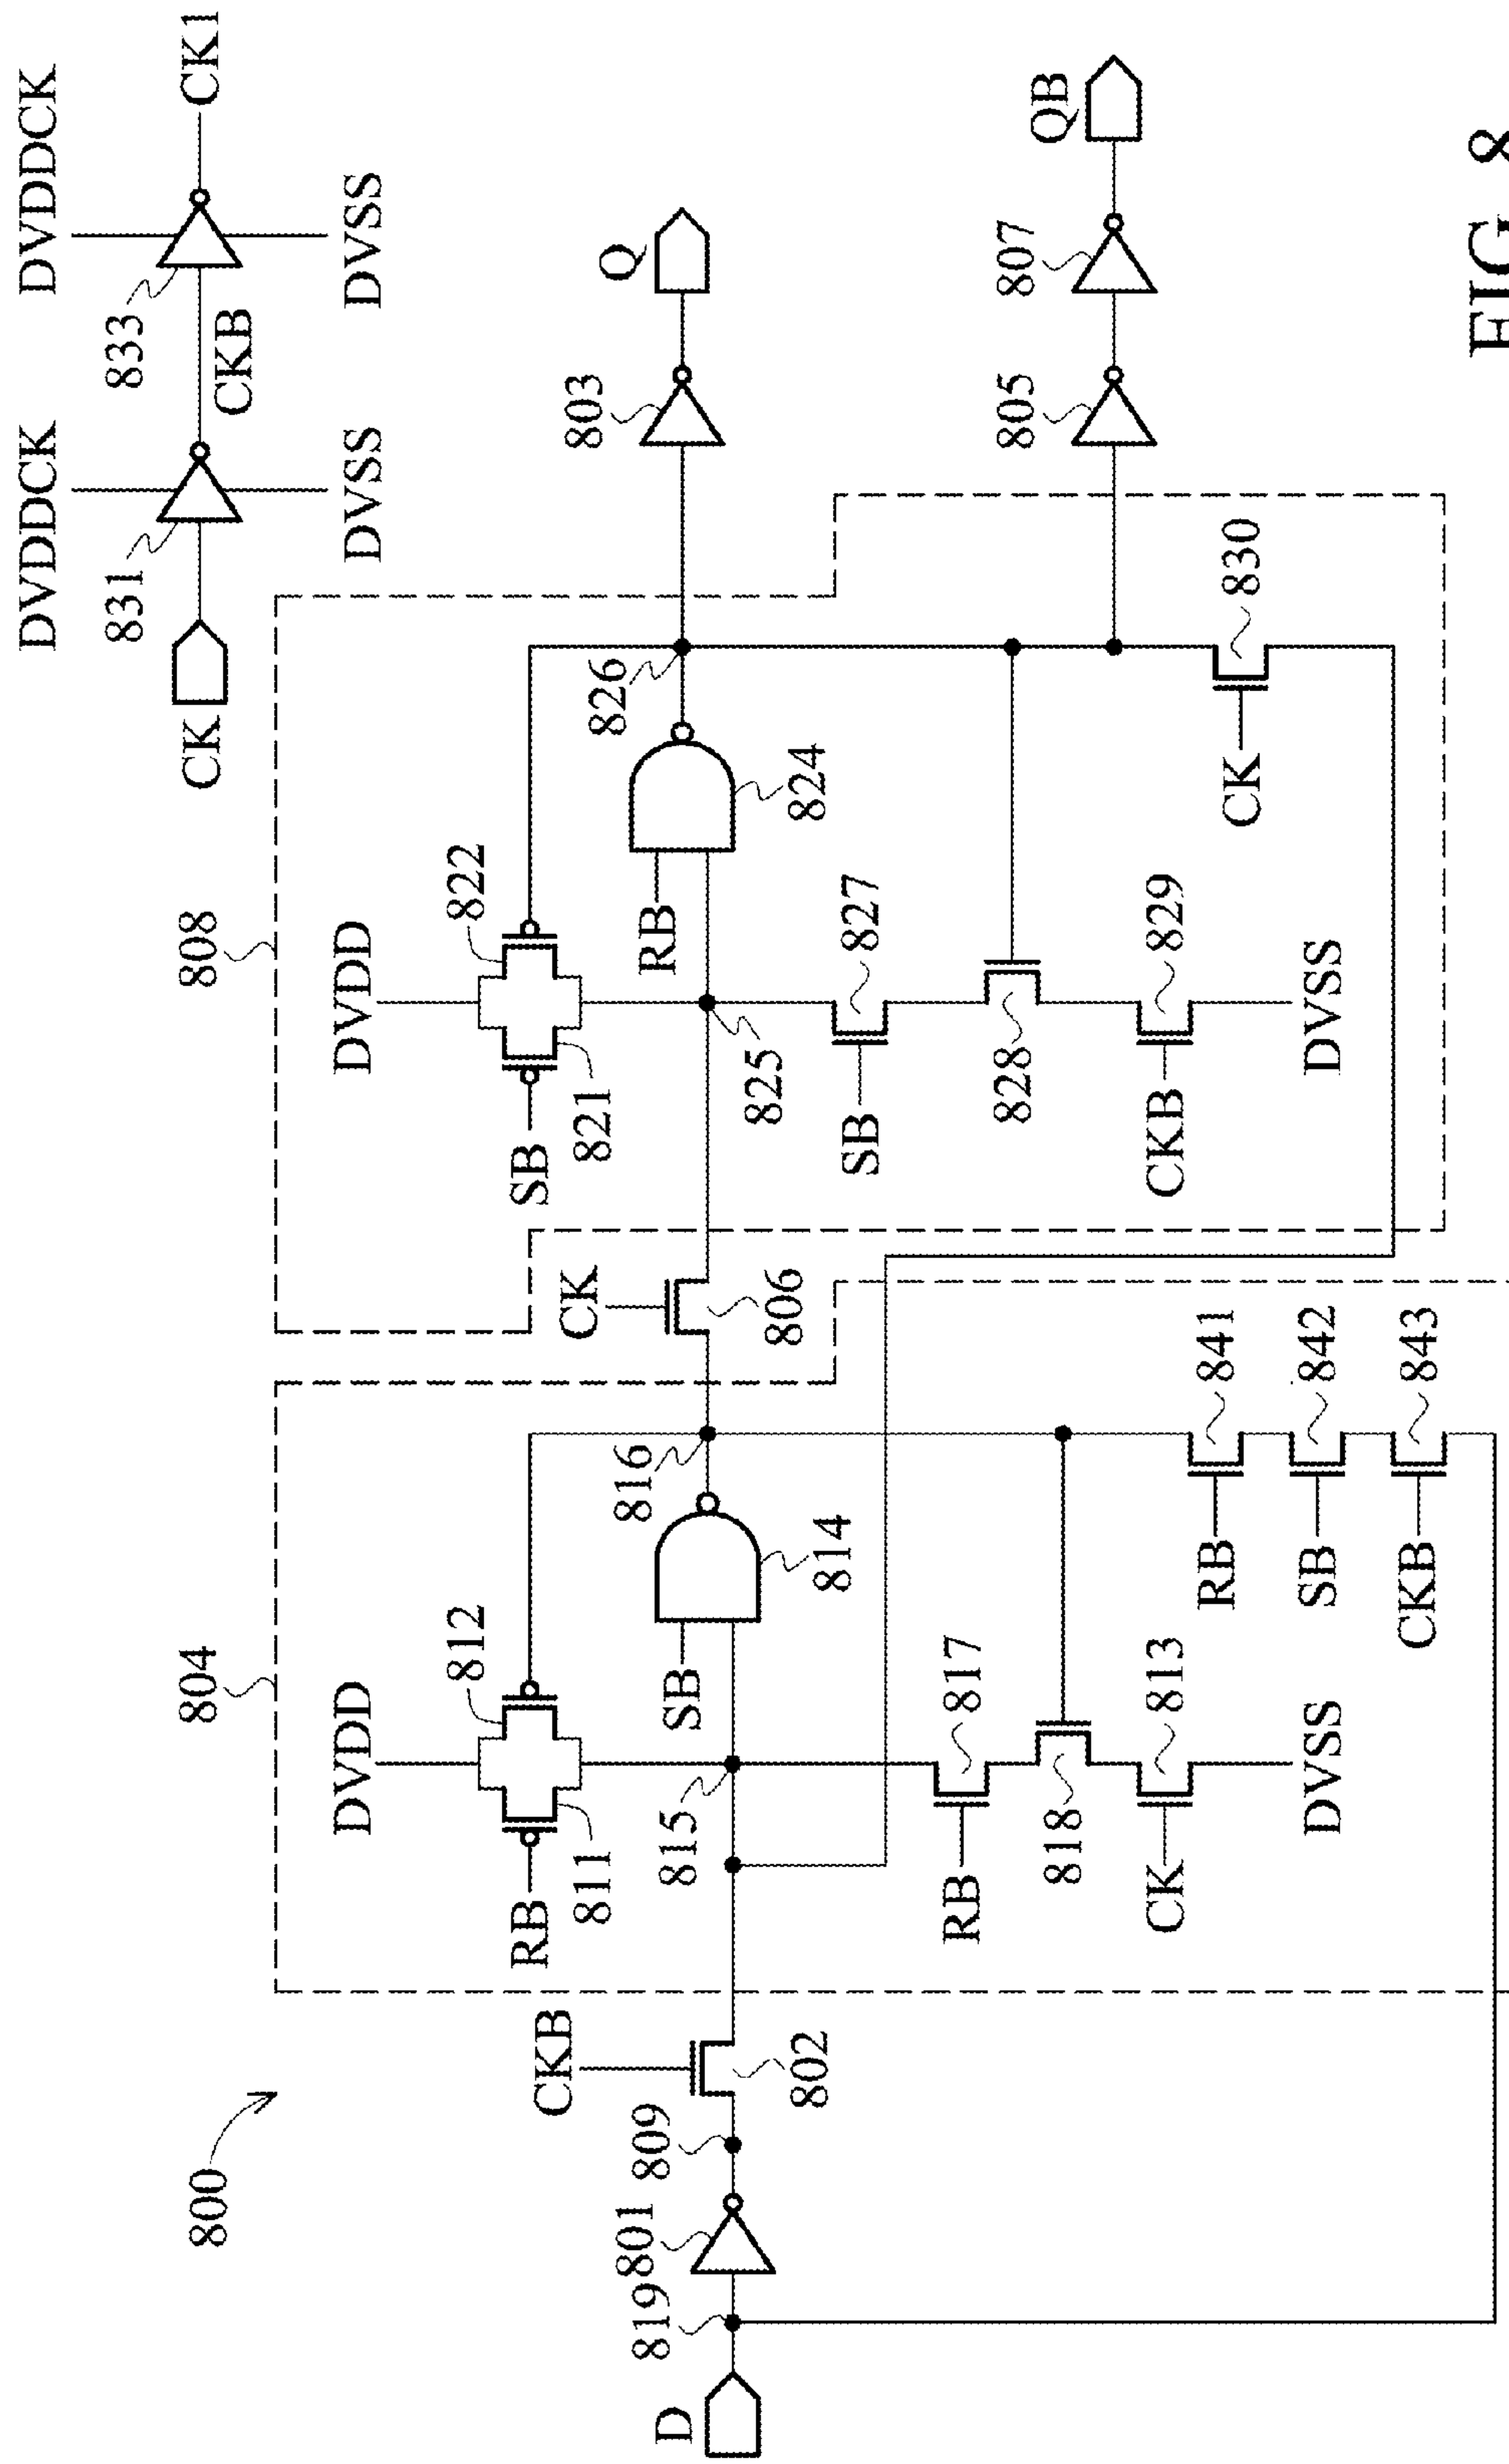 800
804
808
DVDDCK
DVDDCK
831
833
CK
CKB
CK1
DVSS
DVSS
DVDD
DVDD
RB
811
812
SB
821
822
D
819
801
809
CKB
802
815
SB
814
816
CK
806
825
RB
824
826
803
Q
RB
817
818
CK
813
DVSS
RB
841
SB
842
CKB
843
SB
827
828
CKB
829
DVSS
CK
830
805
807
QB
FIG. 8